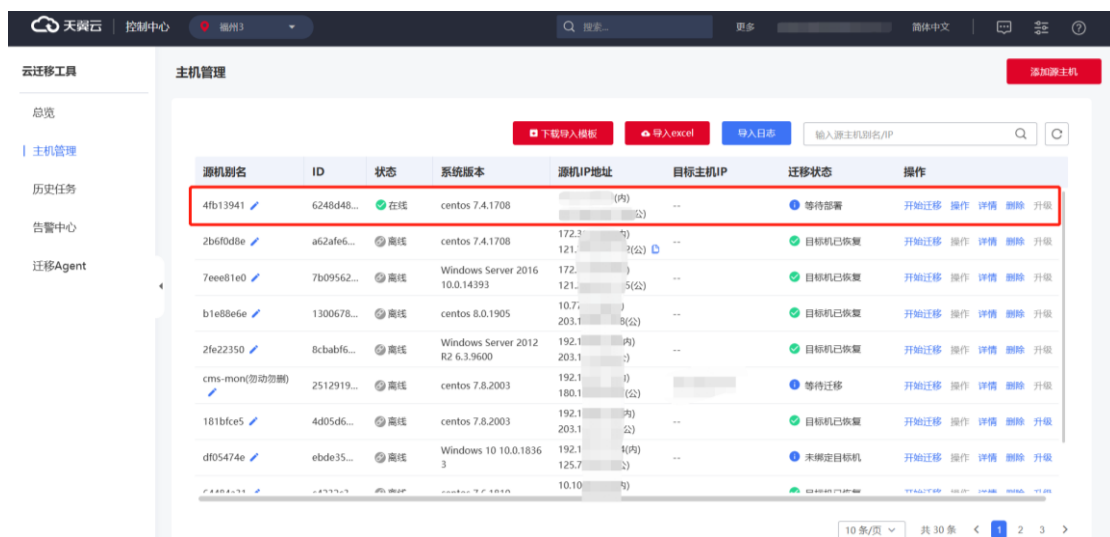 天翼云 控制中心 福州3 搜索... 更多 简体中文
云迁移工具
总览
主机管理
历史任务
告警中心
迁移Agent
主机管理 添加源主机
下载导入模板 导入excel 导入日志 输入源主机别名/IP
源机别名 ID 状态 系统版本 源机IP地址 目标主机IP 迁移状态 操作
4fb13941 6248d48... 在线 centos 7.4.1708 (内) 公) -- 等待部署 开始迁移 操作 详情 删除 升级
2b6f0d8e a62afe6... 离线 centos 7.4.1708 172.3 内) 121. (公) -- 目标机已恢复 开始迁移 操作 详情 删除 升级
7eee81e0 7b09562... 离线 Windows Server 2016 10.0.14393 172. ) 121. 5(公) -- 目标机已恢复 开始迁移 操作 详情 删除 升级
b1e88e6e 1300678... 离线 centos 8.0.1905 10.7 ) 203.1 8(公) -- 目标机已恢复 开始迁移 操作 详情 删除 升级
2fe22350 8cbabf6... 离线 Windows Server 2012 R2 6.3.9600 192.1 内) 203.1 -- 目标机已恢复 开始迁移 操作 详情 删除 升级
cms-mon(勿动勿删) 2512919... 离线 centos 7.8.2003 192.1 180.1 (公) 等待迁移 开始迁移 操作 详情 删除 升级
181bfce5 4d05d6... 离线 centos 7.8.2003 192.1 内) 203.1 公) -- 目标机已恢复 开始迁移 操作 详情 删除 升级
df05474e ebde35... 离线 Windows 10 10.0.18363 192.1 4(内) 125.7 -- 未绑定目标机 开始迁移 操作 详情 删除 升级
10.10 内)
10 条/页 共 30 条 1 2 3